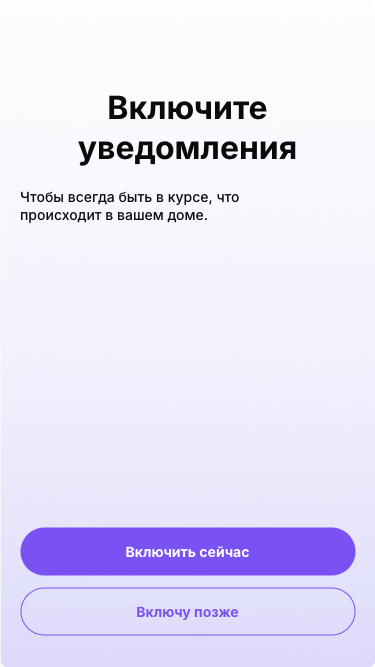 Включите
уведомления
Чтобы всегда быть в курсе, что
происходит в вашем доме.
Включить сейчас
Включу позже